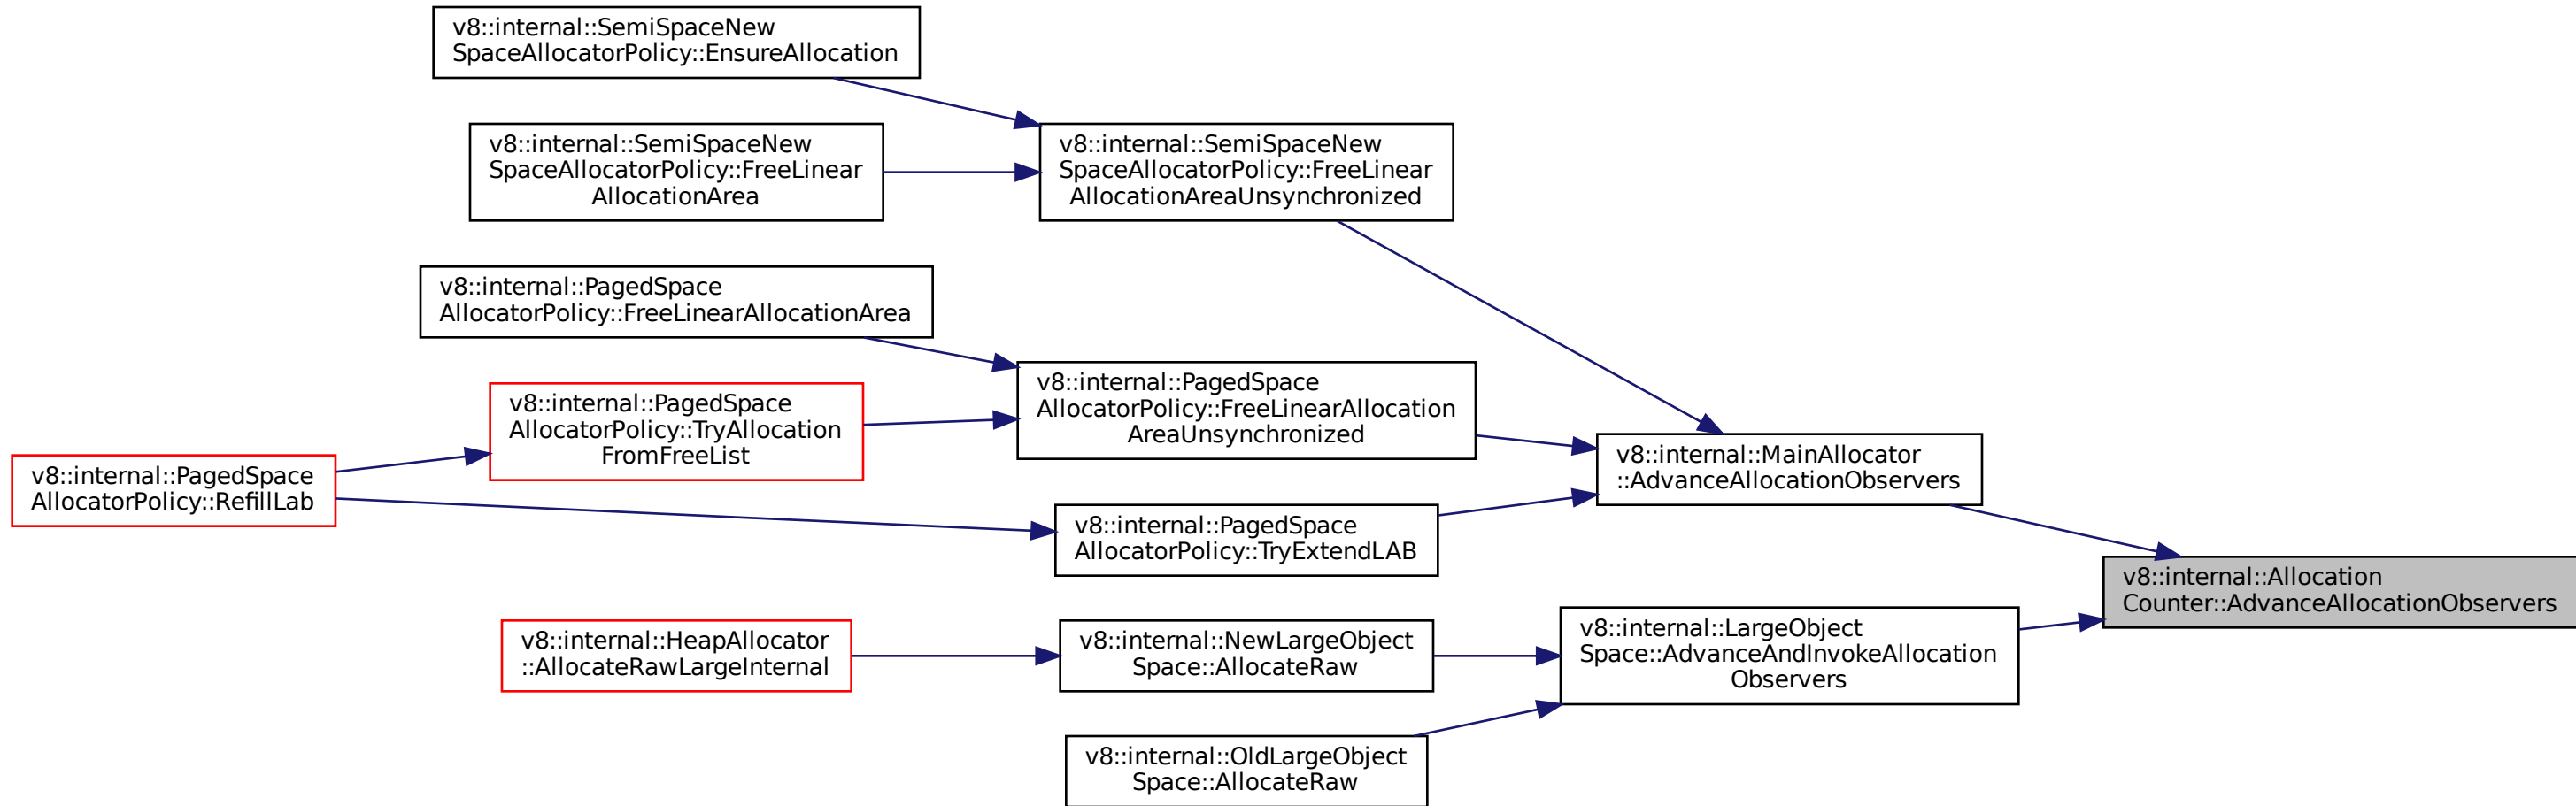 v8::internal::SemiSpaceNew
SpaceAllocatorPolicy::EnsureAllocation
v8::internal::SemiSpaceNew
SpaceAllocatorPolicy::FreeLinear
AllocationArea
v8::internal::SemiSpaceNew
SpaceAllocatorPolicy::FreeLinear
AllocationAreaUnsynchronized
v8::internal::PagedSpace
AllocatorPolicy::FreeLinearAllocationArea
v8::internal::PagedSpace
AllocatorPolicy::FreeLinearAllocation
AreaUnsynchronized
v8::internal::PagedSpace
AllocatorPolicy::TryAllocation
FromFreeList
v8::internal::PagedSpace
AllocatorPolicy::RefillLab
v8::internal::MainAllocator
::AdvanceAllocationObservers
v8::internal::PagedSpace
AllocatorPolicy::TryExtendLAB
v8::internal::Allocation
Counter::AdvanceAllocationObservers
v8::internal::HeapAllocator
::AllocateRawLargeInternal
v8::internal::NewLargeObject
Space::AllocateRaw
v8::internal::LargeObject
Space::AdvanceAndInvokeAllocation
Observers
v8::internal::OldLargeObject
Space::AllocateRaw